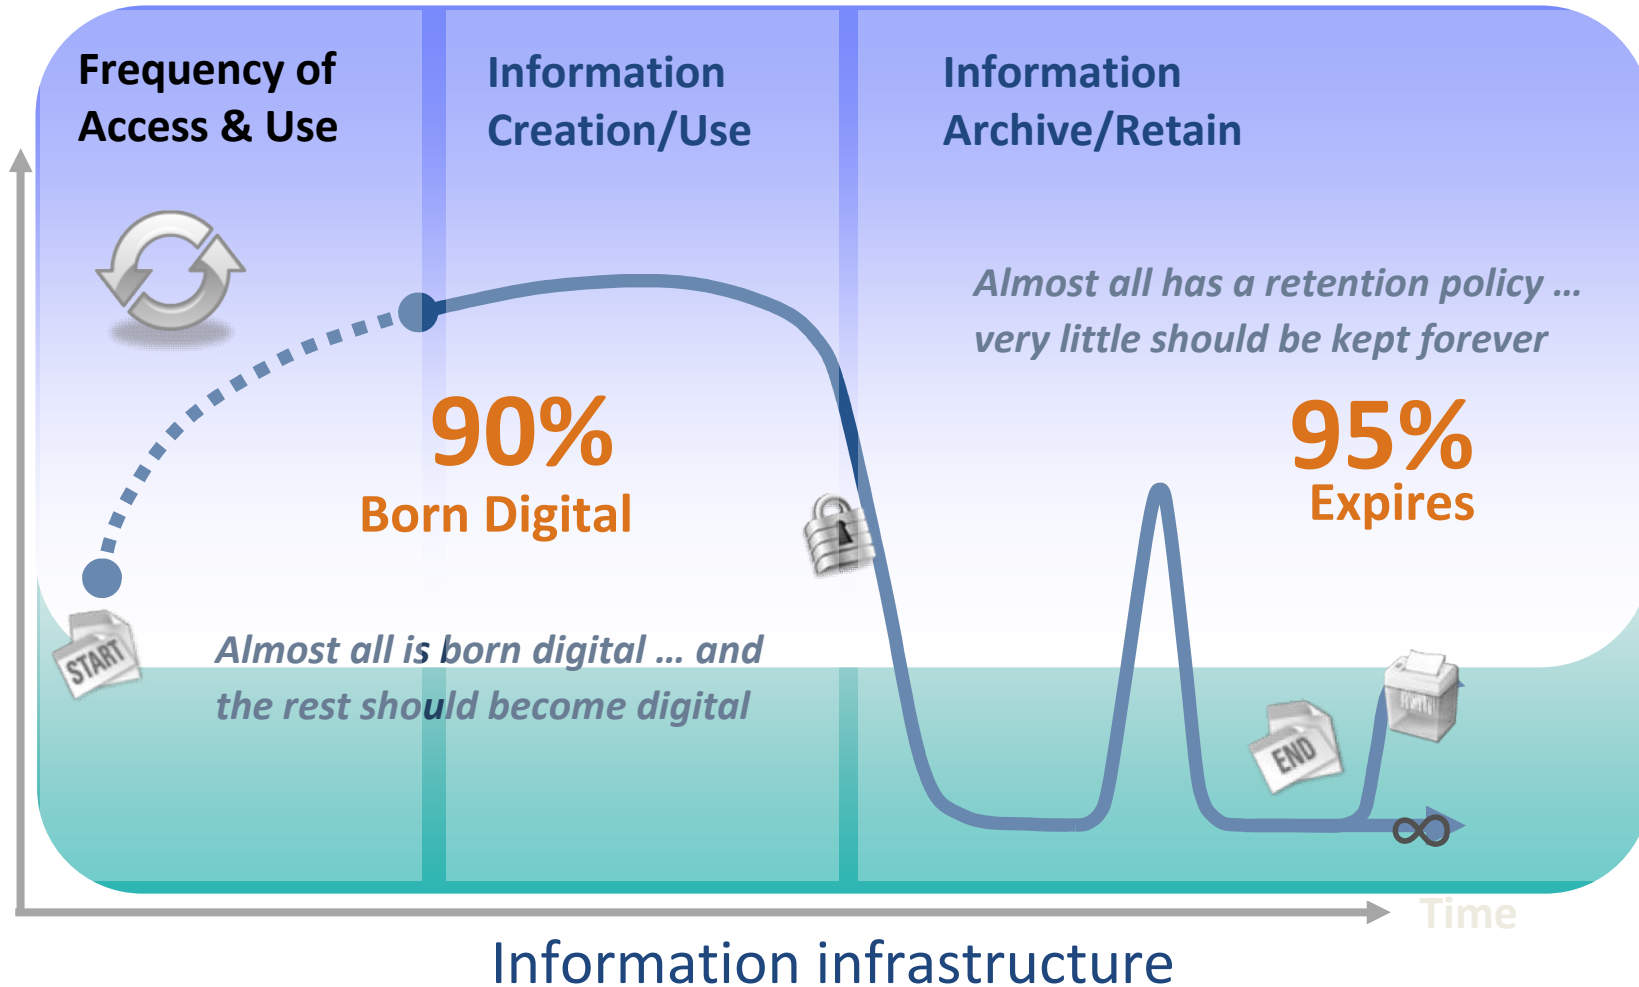 Frequency of
Access & Use
Information
Creation/Use
Information
Archive/Retain
Almost all has a retention policy ...
very little should be kept forever
90%
Born Digital
95%
Expires
START
Almost all is born digital ... and
the rest should become digital
END
∞
Time
Information infrastructure